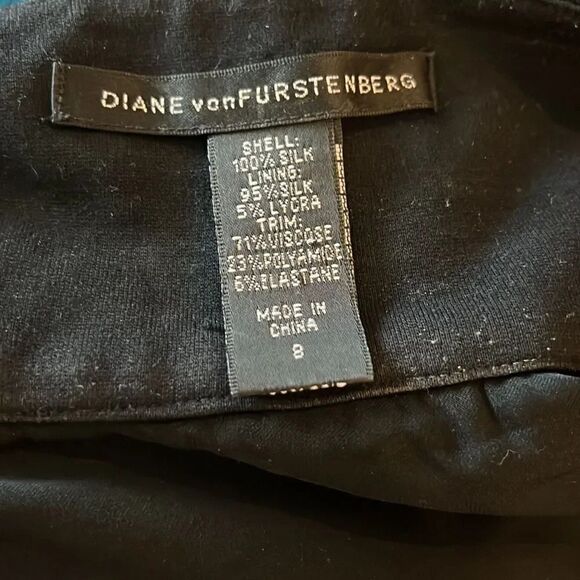 DIANE vonFURSTENBERG
SHELL:
100% SILK
LINING:
95% SILK
5% LYCRA
TRIM:
71%VISCOSE
23%POLYAMIDE
6%ELASTANE
MADE IN
CHINA
8